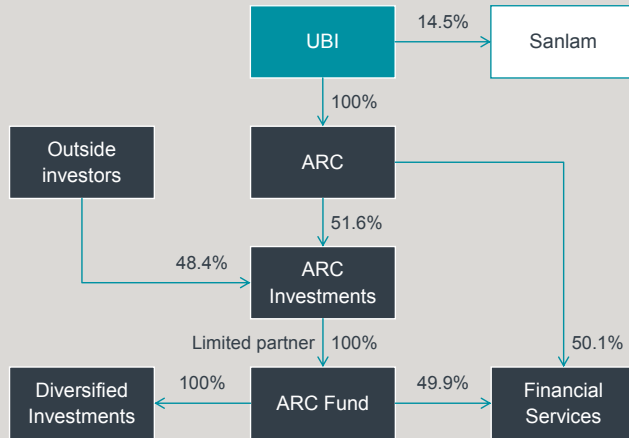 UBI
14.5%
Sanlam
100%
Outside
investors
ARC
51.6%
48.4%
ARC
Investments
Limited partner
100%
50.1%
Diversified
Investments
100%
ARC Fund
49.9%
Financial
Services